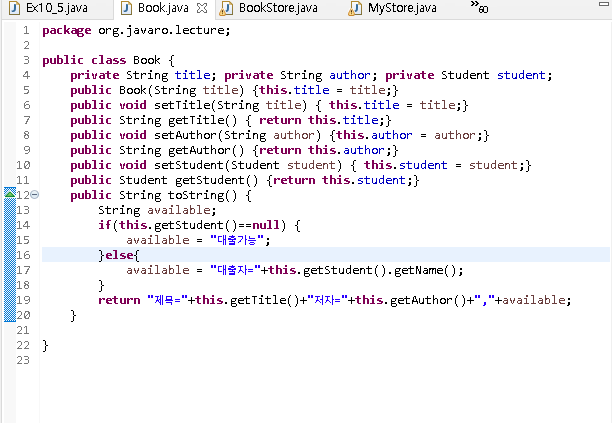 Ex10_5.java Book.java BookStore.java MyStore.java »60
1 package org.javaro.lecture;
2
3 public class Book {
4 private String title; private String author; private Student student;
5 public Book(String title) {this.title = title;}
6 public void setTitle(String title) { this.title = title;}
7 public String getTitle() { return this.title;}
8 public void setAuthor(String author) {this.author = author;}
9 public String getAuthor() {return this.author;}
10 public void setStudent(Student student) { this.student = student;}
11 public Student getStudent() {return this.student;}
12 public String toString() {
13 String available;
14 if(this.getStudent()==null) {
15 available = "대출가능";
16 }else{
17 available = "대출자="+this.getStudent().getName();
18 }
19 return "제목="+this.getTitle()+"저자="+this.getAuthor()+","+available;
20 }
21
22 }
23